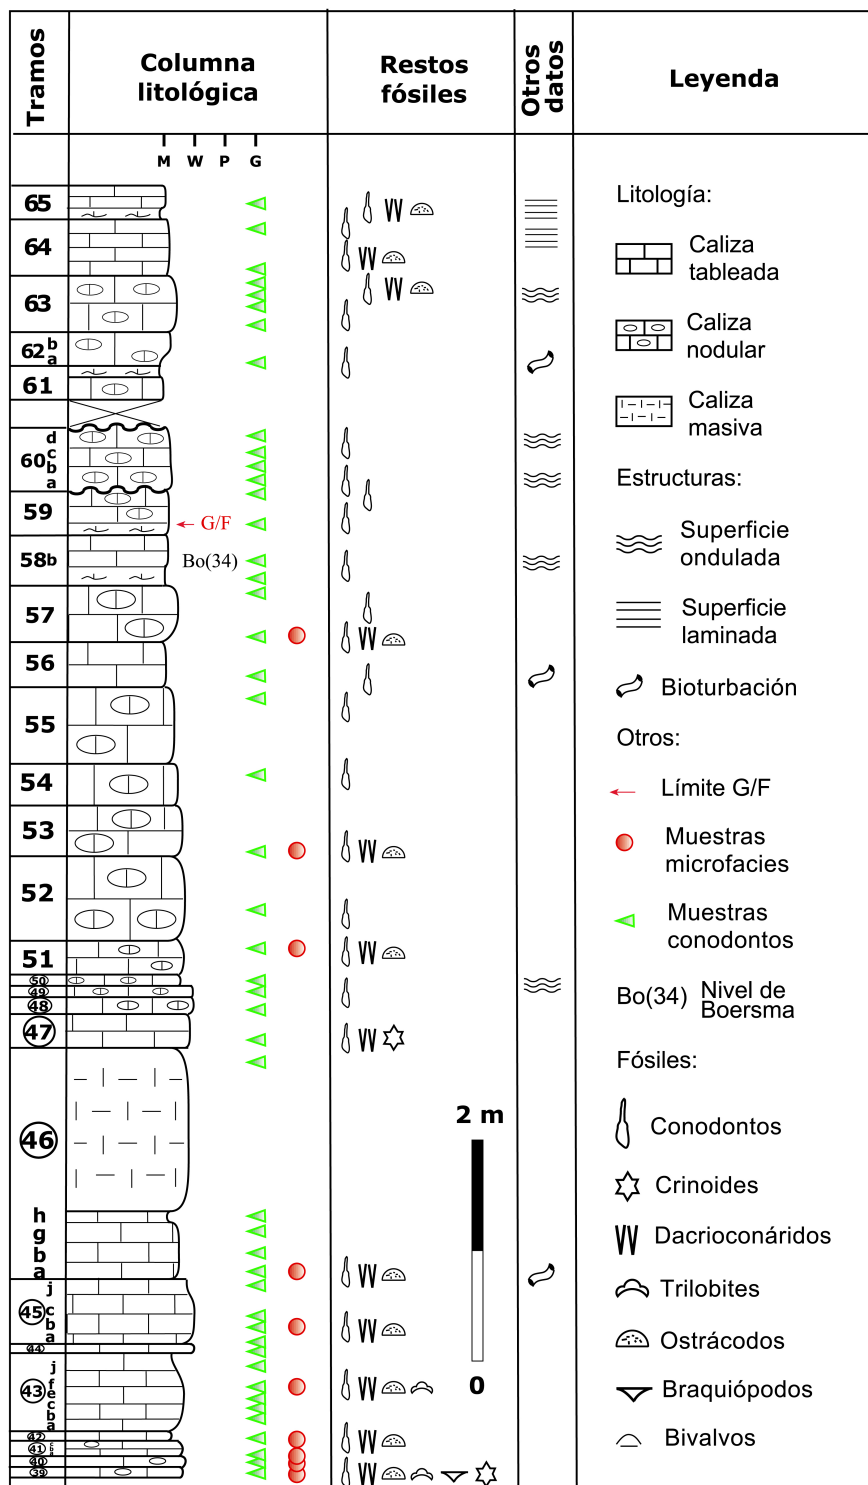 Tramos
Columna
litológica
Restos
fósiles
Otros
datos
Leyenda
M W P G
65
64
63
62 b
a
61
d
60 c
b
a
59
G/F
58b
Bo(34)
57
56
55
54
53
52
51
50
49
48
47
46
h
g
b
a
j
45 c
b
a
44
j
43 f
e
c
b
a
42
41
40
39
2 m
0
Litología:
Caliza
tableada
Caliza
nodular
Caliza
masiva
Estructuras:
Superficie
ondulada
Superficie
laminada
Bioturbación
Otros:
Límite G/F
Muestras
microfacies
Muestras
conodontos
Bo(34) Nivel de
Boersma
Fósiles:
Conodontos
Crinoides
Dacrioconáridos
Trilobites
Ostrácodos
Braquiópodos
Bivalvos